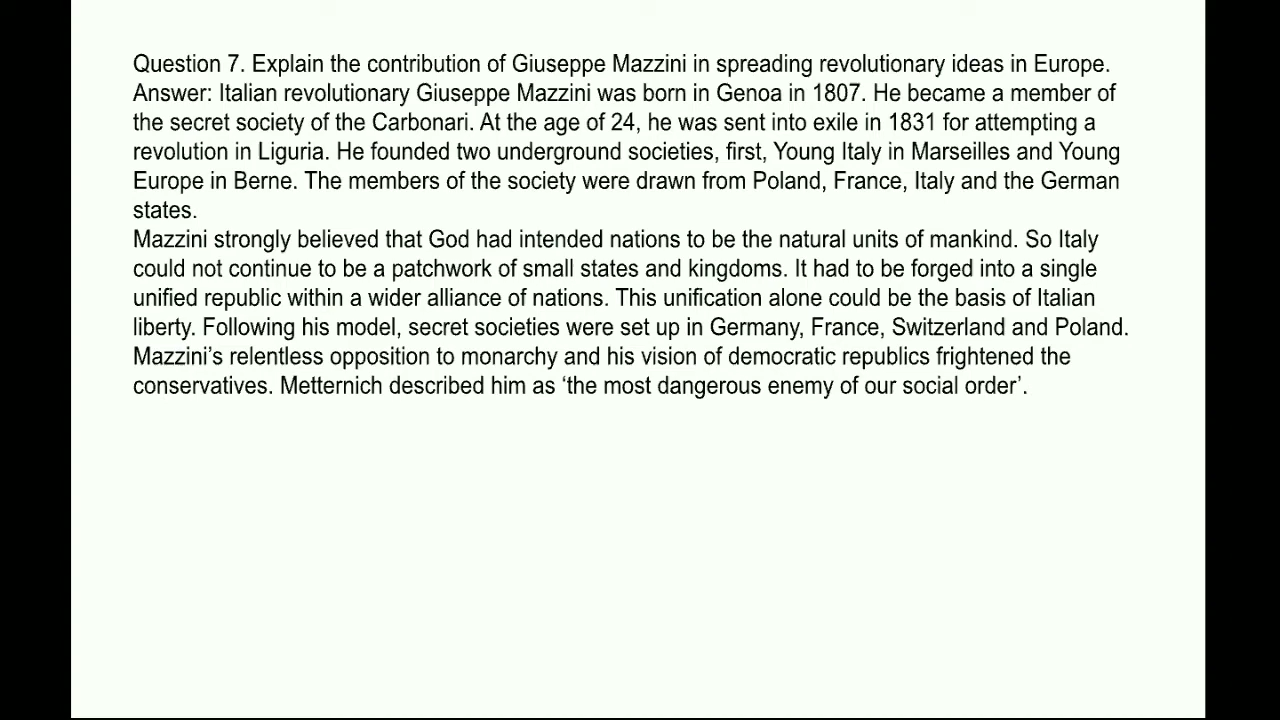 Question 7. Explain the contribution of Giuseppe Mazzini in spreading revolutionary ideas in Europe.
Answer: Italian revolutionary Giuseppe Mazzini was born in Genoa in 1807. He became a member of
the secret society of the Carbonari. At the age of 24, he was sent into exile in 1831 for attempting a
revolution in Liguria. He founded two underground societies, first, Young Italy in Marseilles and Young
Europe in Berne. The members of the society were drawn from Poland, France, Italy and the German
states.
Mazzini strongly believed that God had intended nations to be the natural units of mankind. So Italy
could not continue to be a patchwork of small states and kingdoms. It had to be forged into a single
unified republic within a wider alliance of nations. This unification alone could be the basis of Italian
liberty. Following his model, secret societies were set up in Germany, France, Switzerland and Poland.
Mazzini’s relentless opposition to monarchy and his vision of democratic republics frightened the
conservatives. Metternich described him as ‘the most dangerous enemy of our social order’.